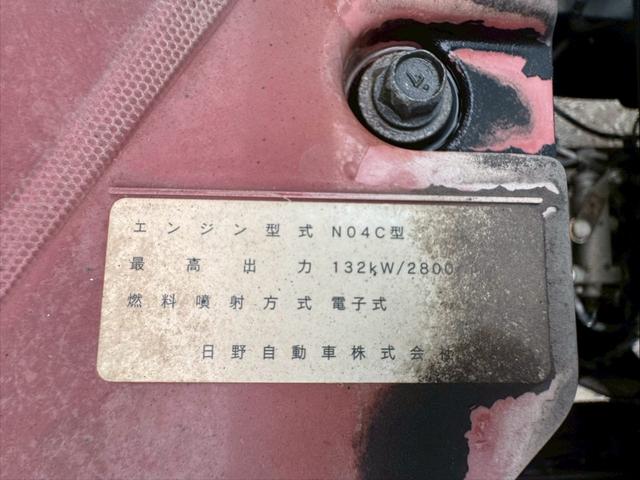 エンジン型式 N04C型
最高出力 132kW/2800
燃料噴射方式 電子式
日野自動車株式会社